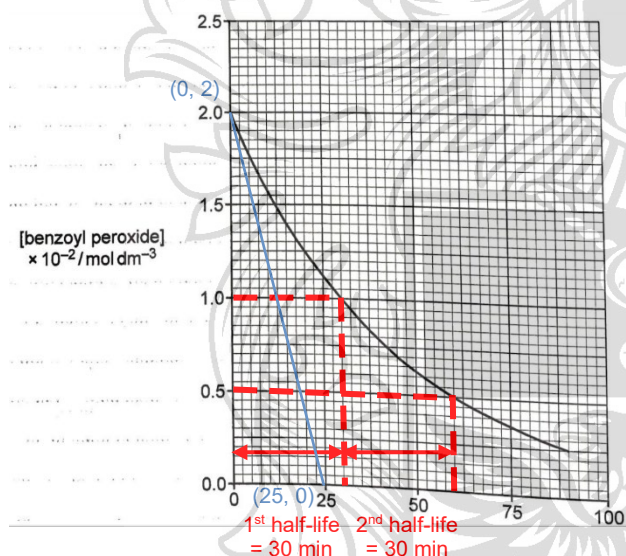 2.5
(0, 2)
2.0
1.5
[benzoyl peroxide]
× 10⁻² / mol dm⁻³
1.0
0.5
0.0
0 25 50 75 100
(25, 0)
1st half-life 2nd half-life
= 30 min = 30 min